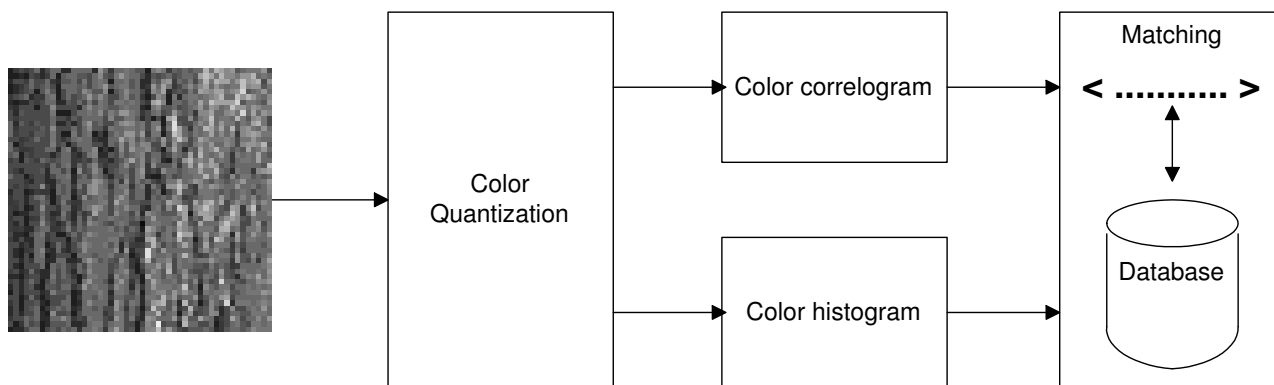 Color
Quantization
Color correlogram
Color histogram
Matching
< ........... >
Database